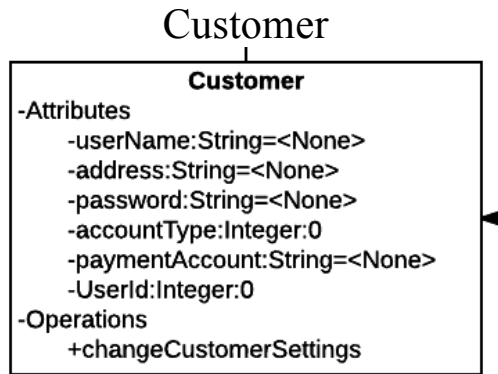 Customer
Customer
-Attributes
-userName:String=<None>
-address:String=<None>
-password:String=<None>
-accountType:Integer:0
-paymentAccount:String=<None>
-UserId:Integer:0
-Operations
+changeCustomerSettings